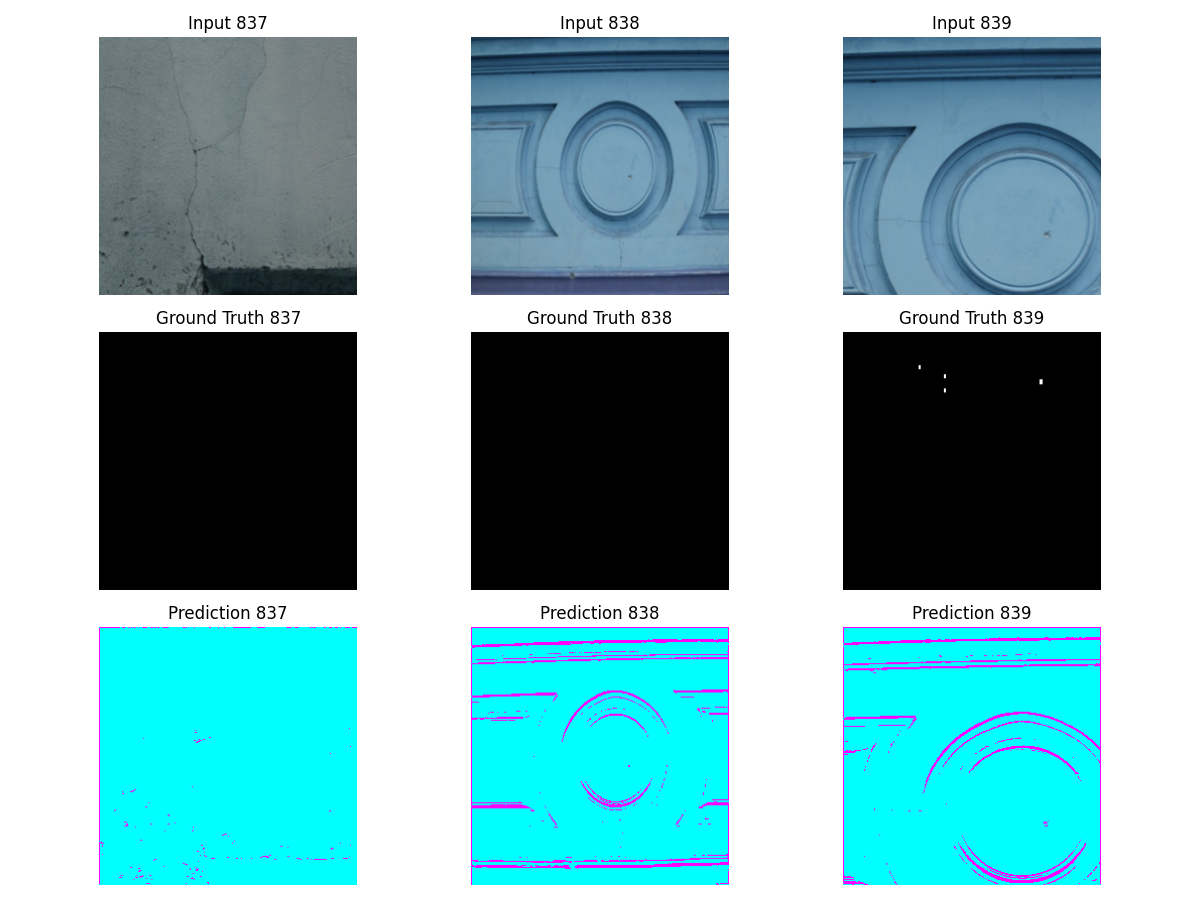 Input 837
Input 838
Input 839
Ground Truth 837
Ground Truth 838
Ground Truth 839
Prediction 837
Prediction 838
Prediction 839